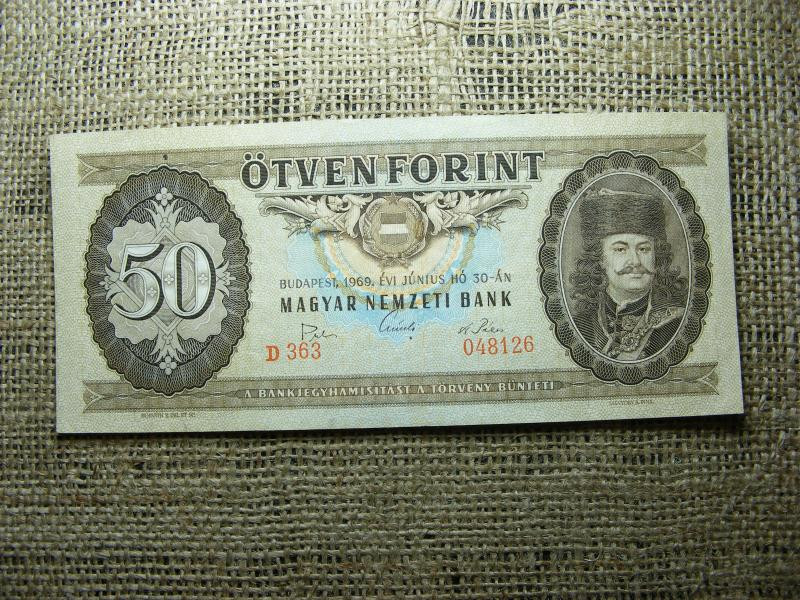 ÖTVEN FORINT
50
BUDAPEST, 1969. ÉVI JÚNIUS HÓ 30-ÁN
MAGYAR NEMZETI BANK
D 363
048126
A BANKJEGYHAMISÍTÁST A TÖRVÉNY BÜNTETI